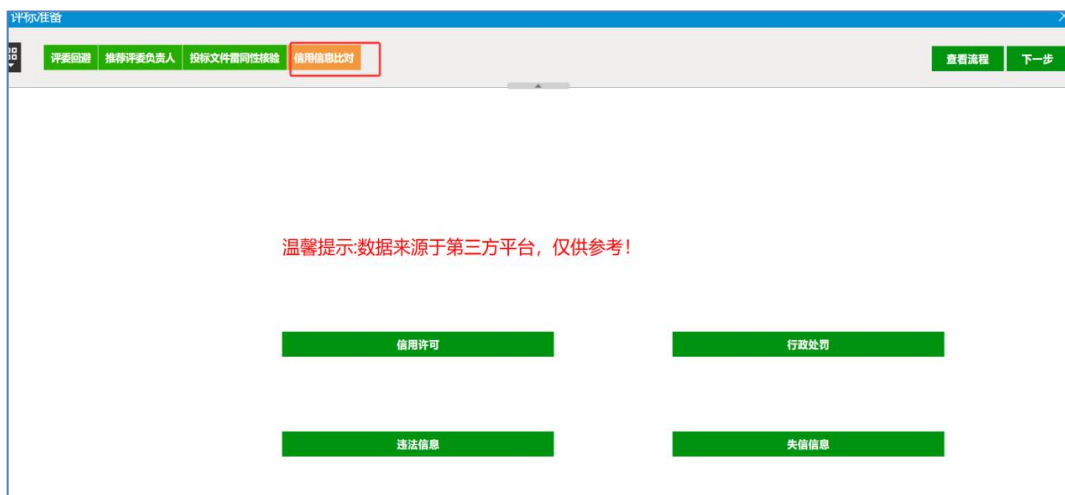 评标准备
评委回避 推荐评委负责人 投标文件雷同性核验 信用信息比对 查看流程 下一步
温馨提示:数据来源于第三方平台，仅供参考！
信用许可 行政处罚
违法信息 失信信息